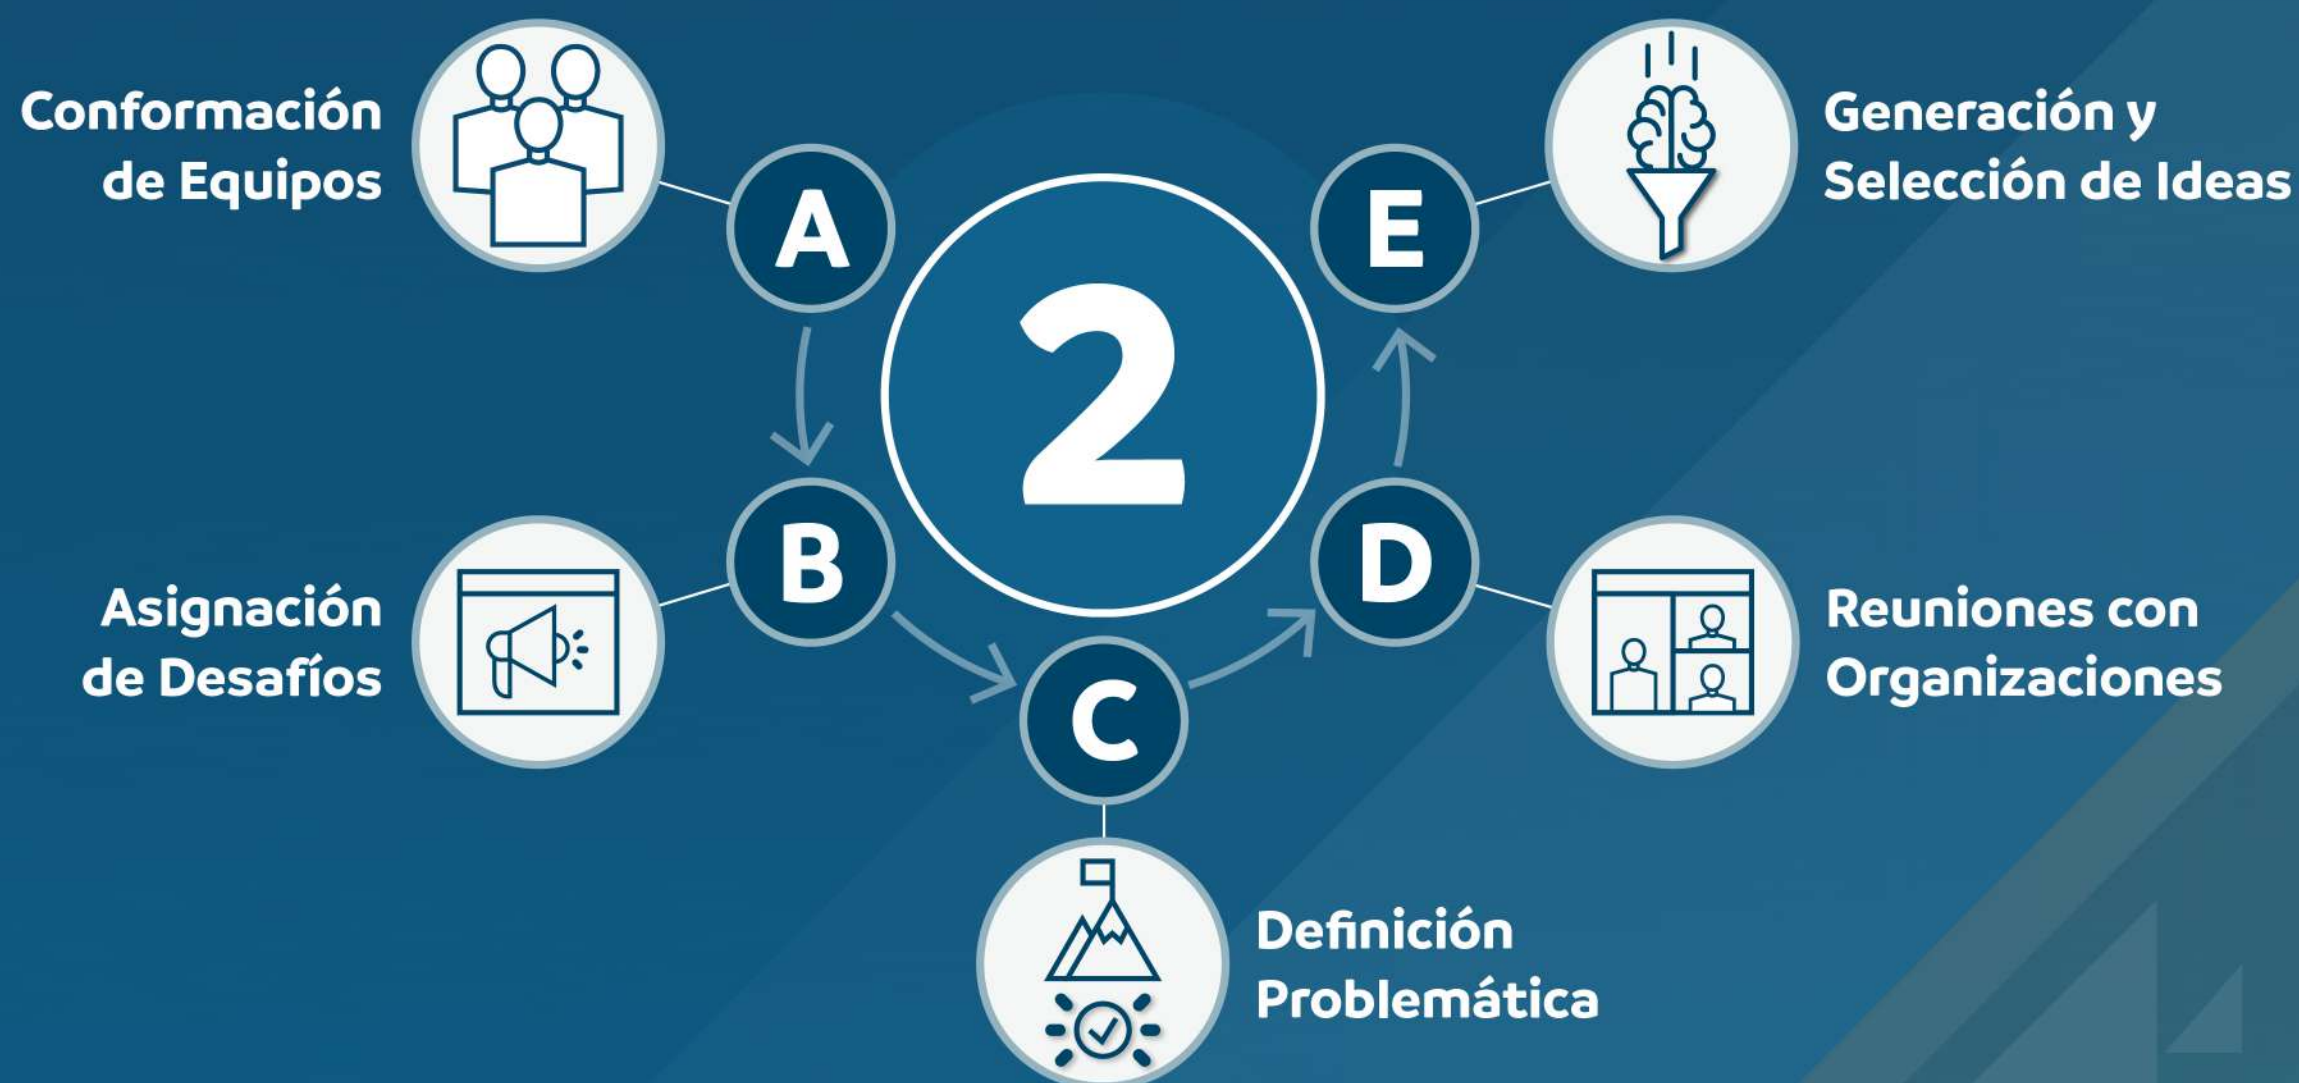 Conformación
de Equipos
A
Asignación
de Desafíos
B
2
C
Definición
Problemática
D
Reuniones con
Organizaciones
E
Generación y
Selección de Ideas